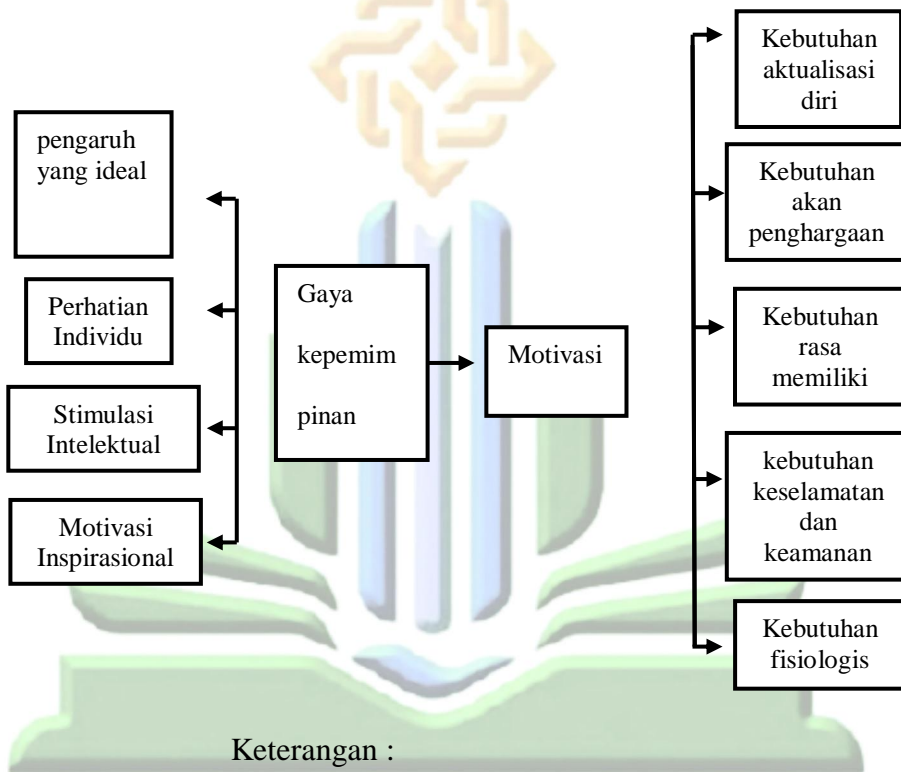 pengaruh
yang ideal
Perhatian
Individu
Stimulasi
Intelektual
Motivasi
Inspirasional
Gaya
kepemim
pinan
Motivasi
Kebutuhan
aktualisasi
diri
Kebutuhan
akan
penghargaan
Kebutuhan
rasa
memiliki
kebutuhan
keselamatan
dan
keamanan
Kebutuhan
fisiologis
Keterangan :